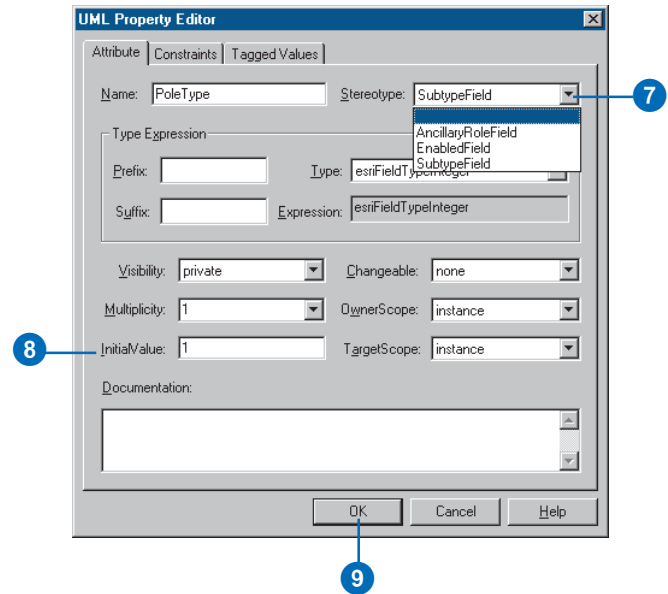 UML Property Editor
Attribute Constraints Tagged Values
Name: PoleType Stereotype: SubtypeField 7
AncillaryRoleField
EnabledField
SubtypeField
Type Expression
Prefix: Type: esriFieldTypeInteger
Suffix: Expression: esriFieldTypeInteger
Visibility: private Changeable: none
Multiplicity: 1 OwnerScope: instance
8 InitialValue: 1 TargetScope: instance
Documentation:
OK Cancel Help
9